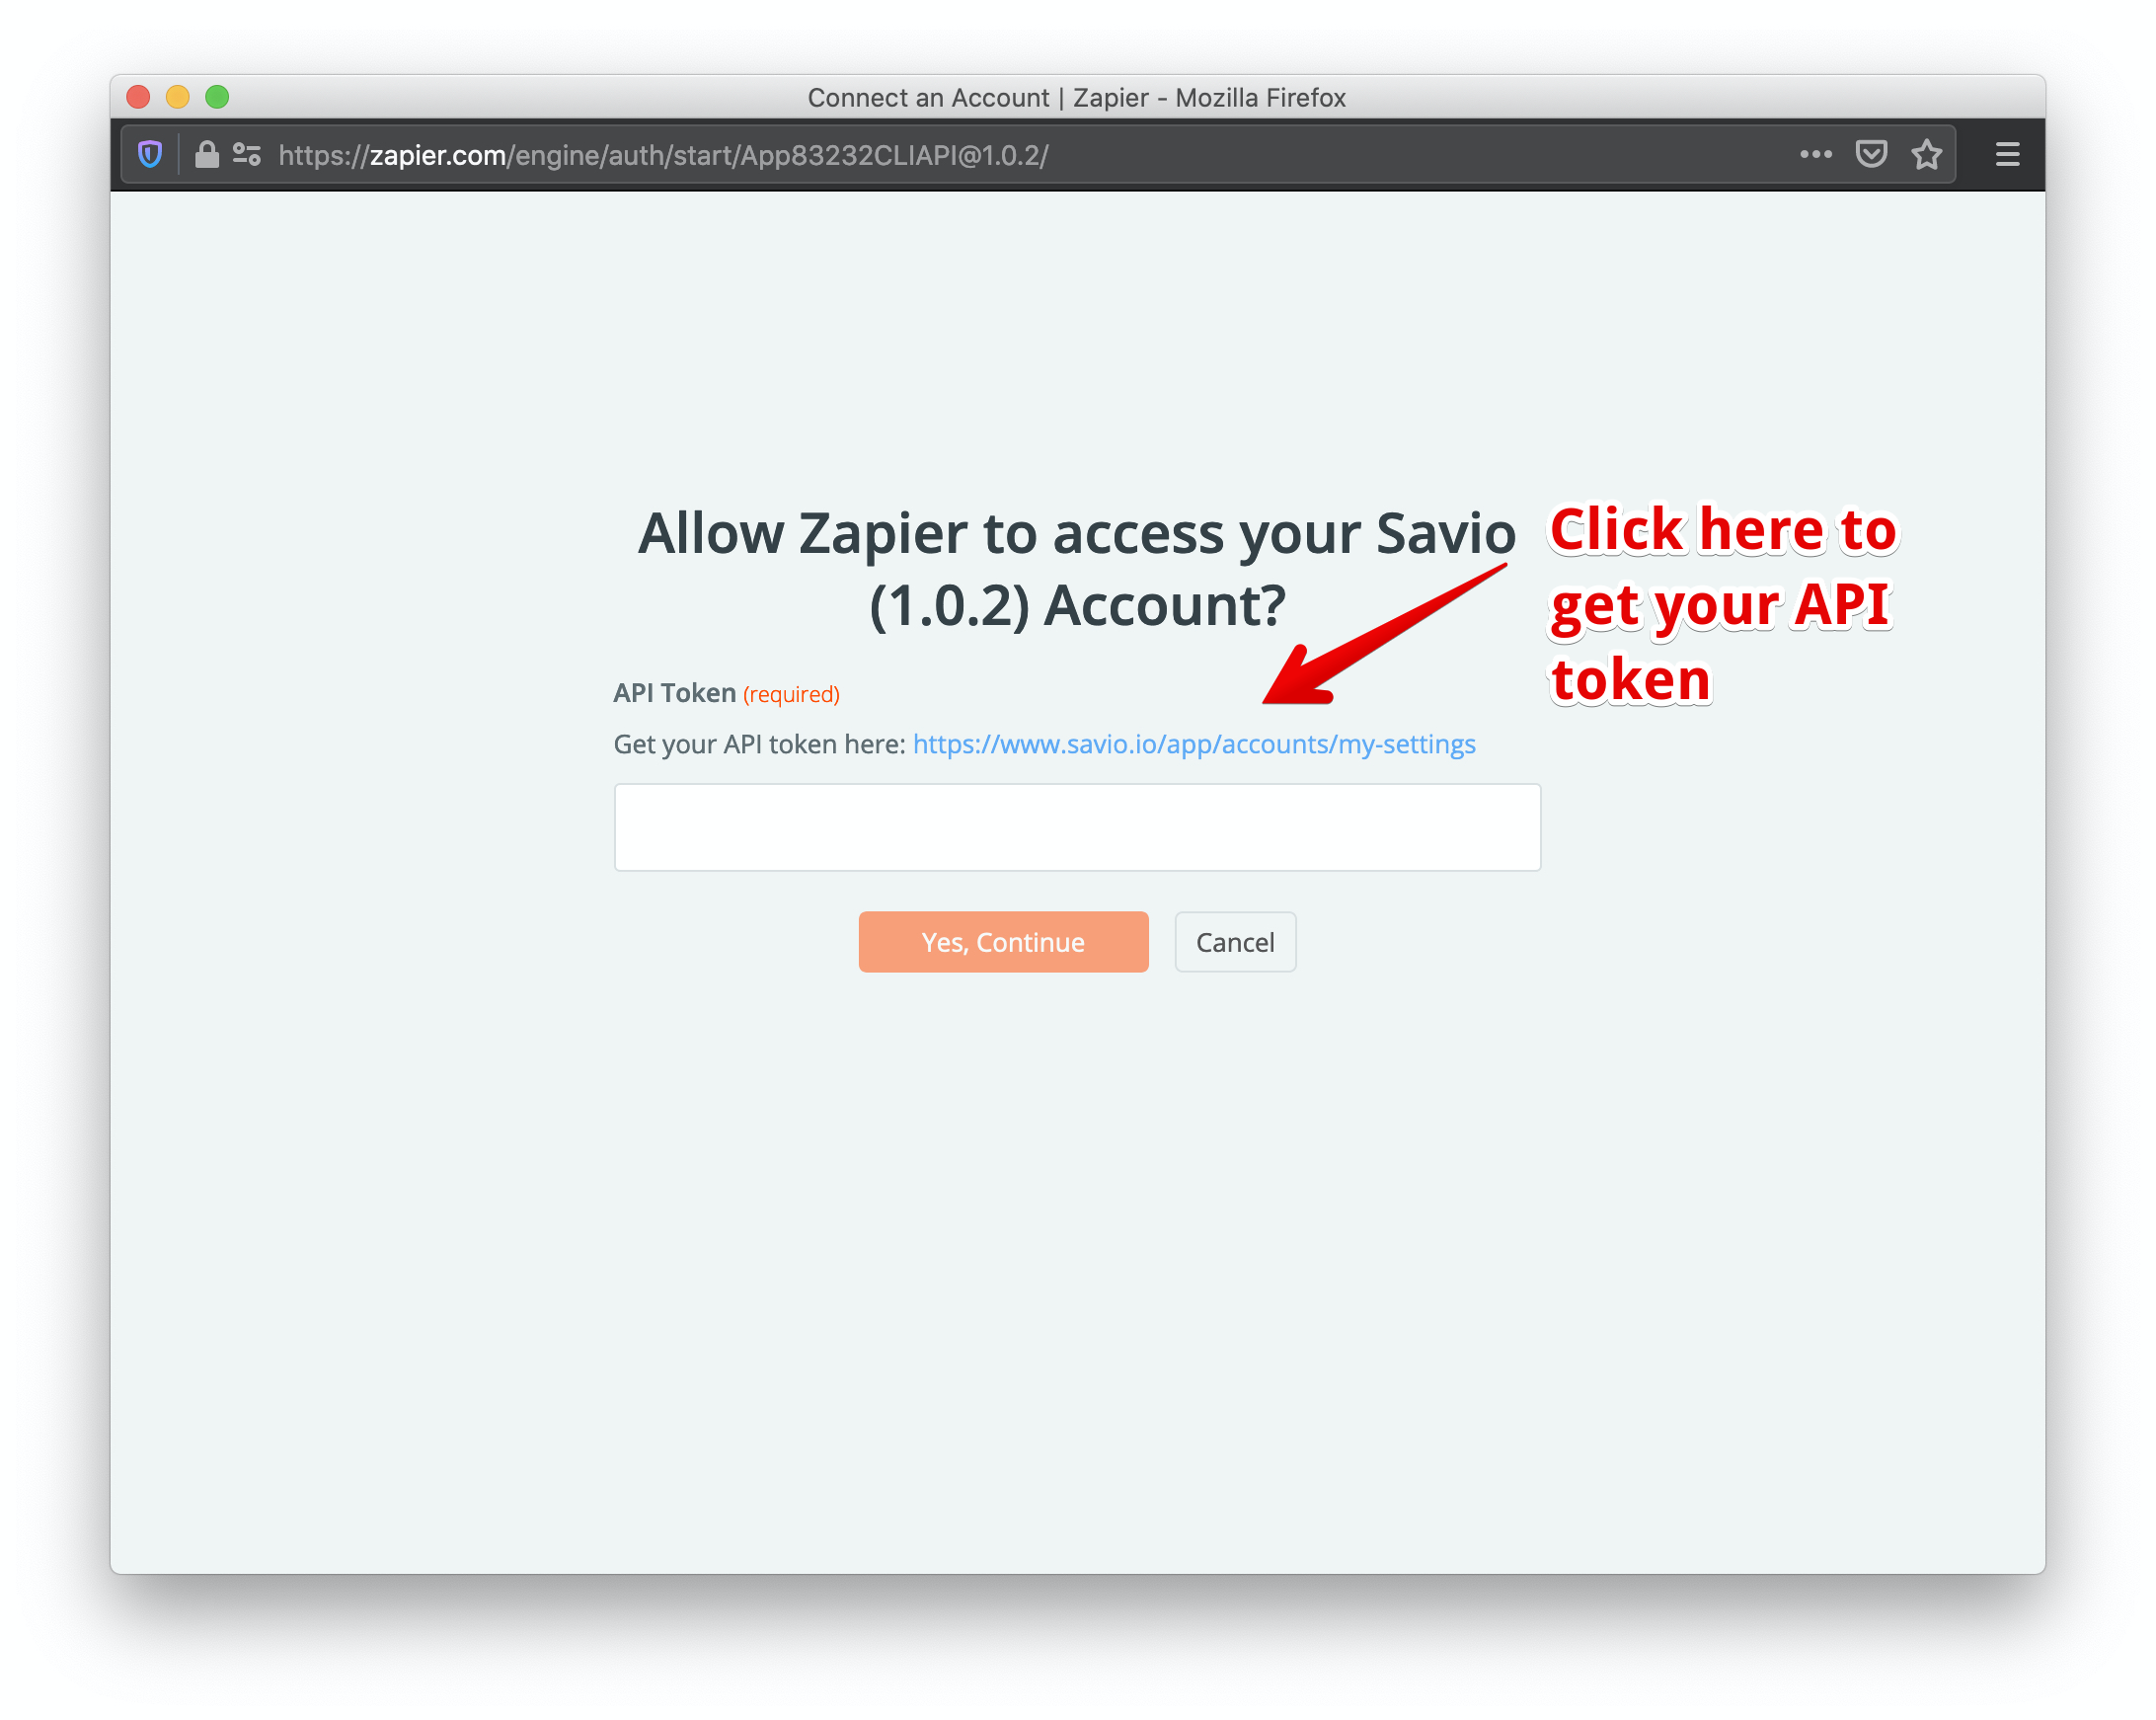 Connect an Account | Zapier - Mozilla Firefox
https://zapier.com/engine/auth/start/App83232CLIAPI@1.0.2/
Allow Zapier to access your Savio
(1.0.2) Account?
Click here to
get your API
token
API Token (required)
Get your API token here: https://www.savio.io/app/accounts/my-settings
Yes, Continue
Cancel